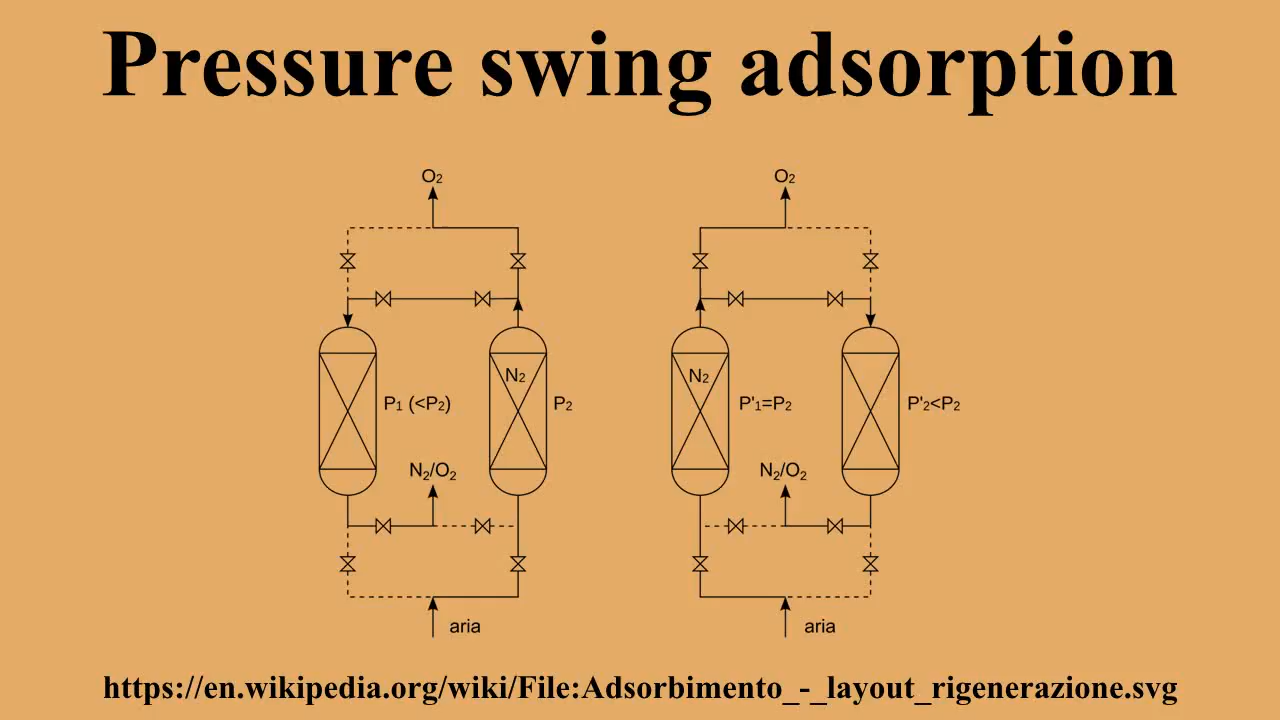 Pressure swing adsorption
O₂ O₂
N₂ N₂
P₁ (<P₂) P₂ P'₁=P₂ P'₂<P₂
N₂/O₂ N₂/O₂
aria aria
https://en.wikipedia.org/wiki/File:Adsorbimento_-_layout_rigenerazione.svg